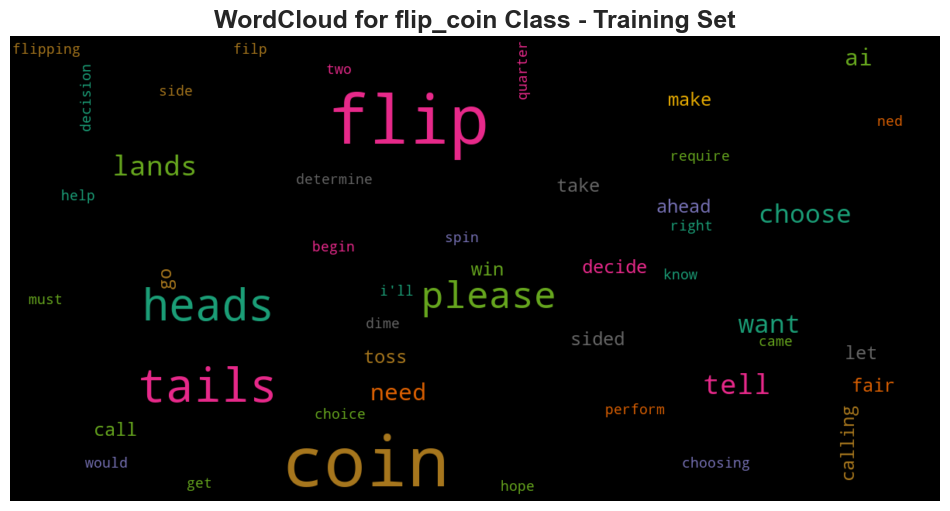 WordCloud for flip_coin Class - Training Set
flipping
filp
two
quarter
ai
decision
side
make
ned
flip
lands
require
determine
take
help
ahead
choose
right
begin
spin
go
win
decide
know
must
heads
i'll
please
want
dime
sided
came
toss
let
tails
need
tell
fair
choice
perform
call
calling
would
coin
choosing
get
hope